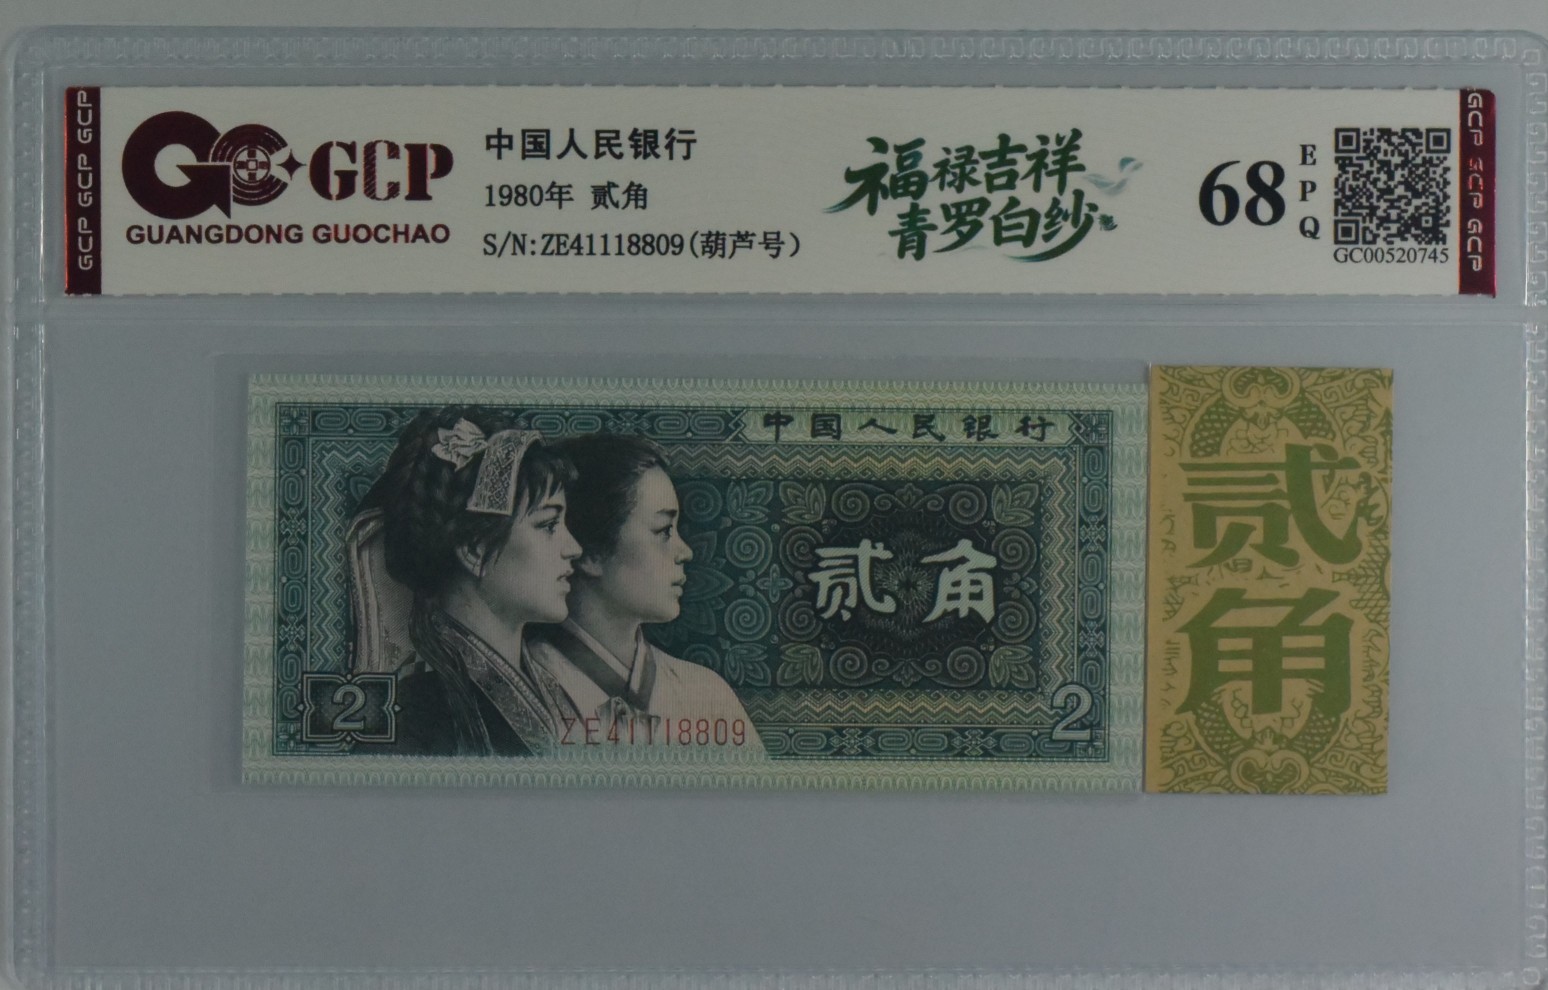 GCP GCP GCP
GCP
GUANGDONG GUOCHAO
中国人民银行
1980年 贰角
S/N:ZE41118809(葫芦号)
福禄吉祥
青罗白纱
68
EPQ
GC00520745
GCP GCP GCP
中国人民银行
贰角
2
ZE41118809
2
贰角